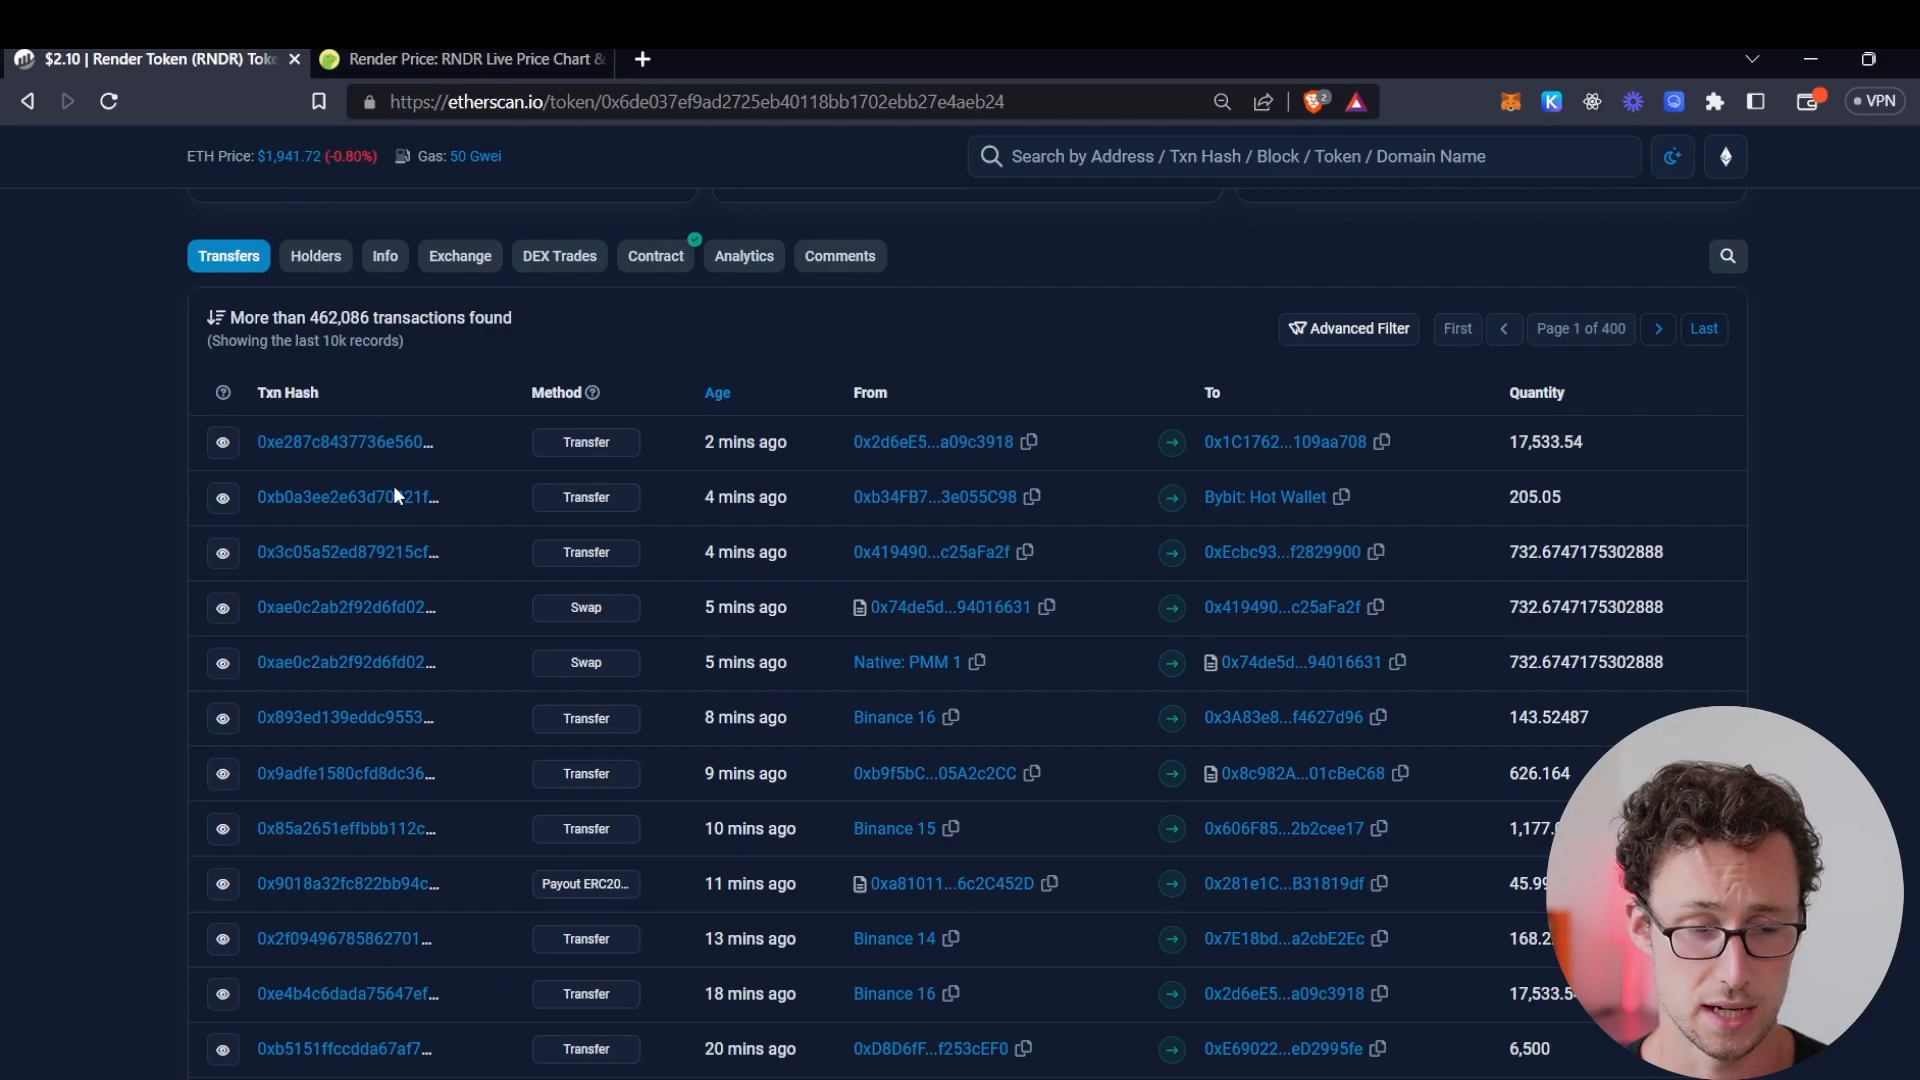 $2.10 | Render Token (RNDR) Toke
Render Price: RNDR Live Price Chart &
https://etherscan.io/token/0x6de037ef9ad2725eb40118bb1702ebb27e4aeb24
2
K
VPN
ETH Price: $1,941.72 (-0.80%) Gas: 50 Gwei
Search by Address / Txn Hash / Block / Token / Domain Name
Transfers Holders Info Exchange DEX Trades Contract Analytics Comments
More than 462,086 transactions found
(Showing the last 10k records)
Advanced Filter First Page 1 of 400 Last
Txn Hash Method Age From To Quantity
0xe287c8437736e560... Transfer 2 mins ago 0x2d6eE5...a09c3918 0x1C1762...109aa708 17,533.54
Transfer 4 mins ago 0xb34FB7...3e055C98 Bybit: Hot Wallet 205.05
0x3c05a52ed879215cf... Transfer 4 mins ago 0x419490...c25aFa2f 0xEcbc93...f2829900 732.6747175302888
0xae0c2ab2f92d6fd02... Swap 5 mins ago 0x74de5d...94016631 0x419490...c25aFa2f 732.6747175302888
0xae0c2ab2f92d6fd02... Swap 5 mins ago Native: PMM 1 0x74de5d...94016631 732.6747175302888
0x893ed139eddc9553... Transfer 8 mins ago Binance 16 0x3A83e8...f4627d96 143.52487
0x9adfe1580cfd8dc36... Transfer 9 mins ago 0xb9f5bC...05A2c2CC 0x8c982A...01cBeC68 626.164
0x85a2651effbbb112c... Transfer 10 mins ago Binance 15 0x606F85...2b2cee17 1,177.
0x9018a32fc822bb94c... Payout ERC20... 11 mins ago 0xa81011...6c2C452D 0x281e1C...B31819df 45.99
0x2f09496785862701... Transfer 13 mins ago Binance 14 0x7E18bd...a2cbE2Ec 168.2
0xe4b4c6dada75647ef... Transfer 18 mins ago Binance 16 0x2d6eE5...a09c3918 17,533.5
0xb5151ffccdda67af7... Transfer 20 mins ago 0xD8D6fF...f253cEF0 0xE69022...eD2995fe 6,500